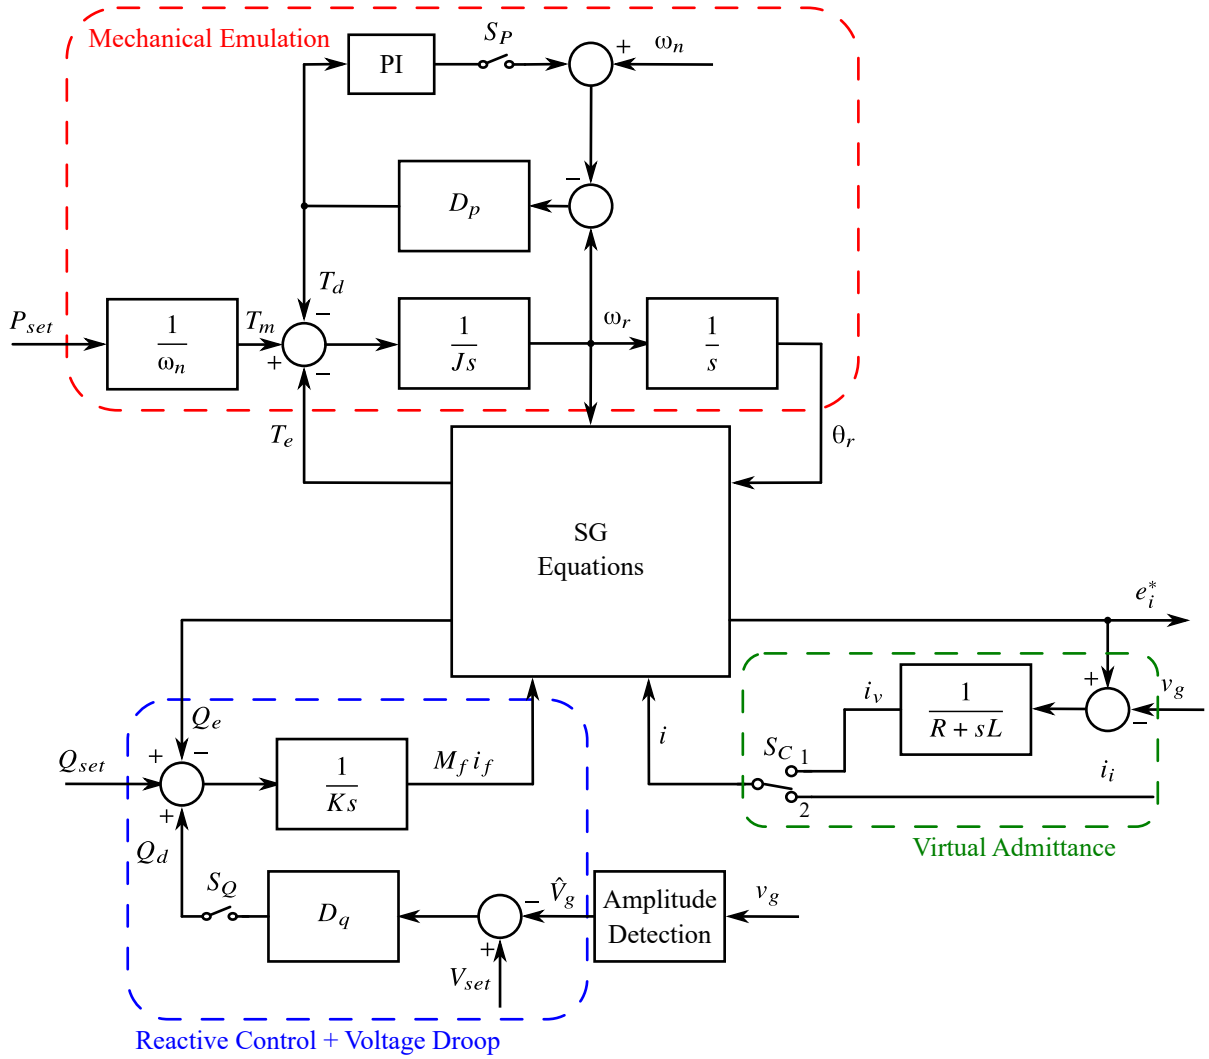 Mechanical Emulation
PI
S_P
+
ω_n
−
D_p
T_d
−
P_set
1
ω_n
T_m
+
−
1
Js
ω_r
1
s
T_e
θ_r
SG
Equations
e_i^*
Q_e
+
−
Q_set
+
1
Ks
M_f i_f
i
i_v
1
R + sL
+
−
v_g
S_C
1
2
i_i
Virtual Admittance
Q_d
S_Q
D_q
−
+
V̂_g
Amplitude
Detection
v_g
V_set
Reactive Control + Voltage Droop